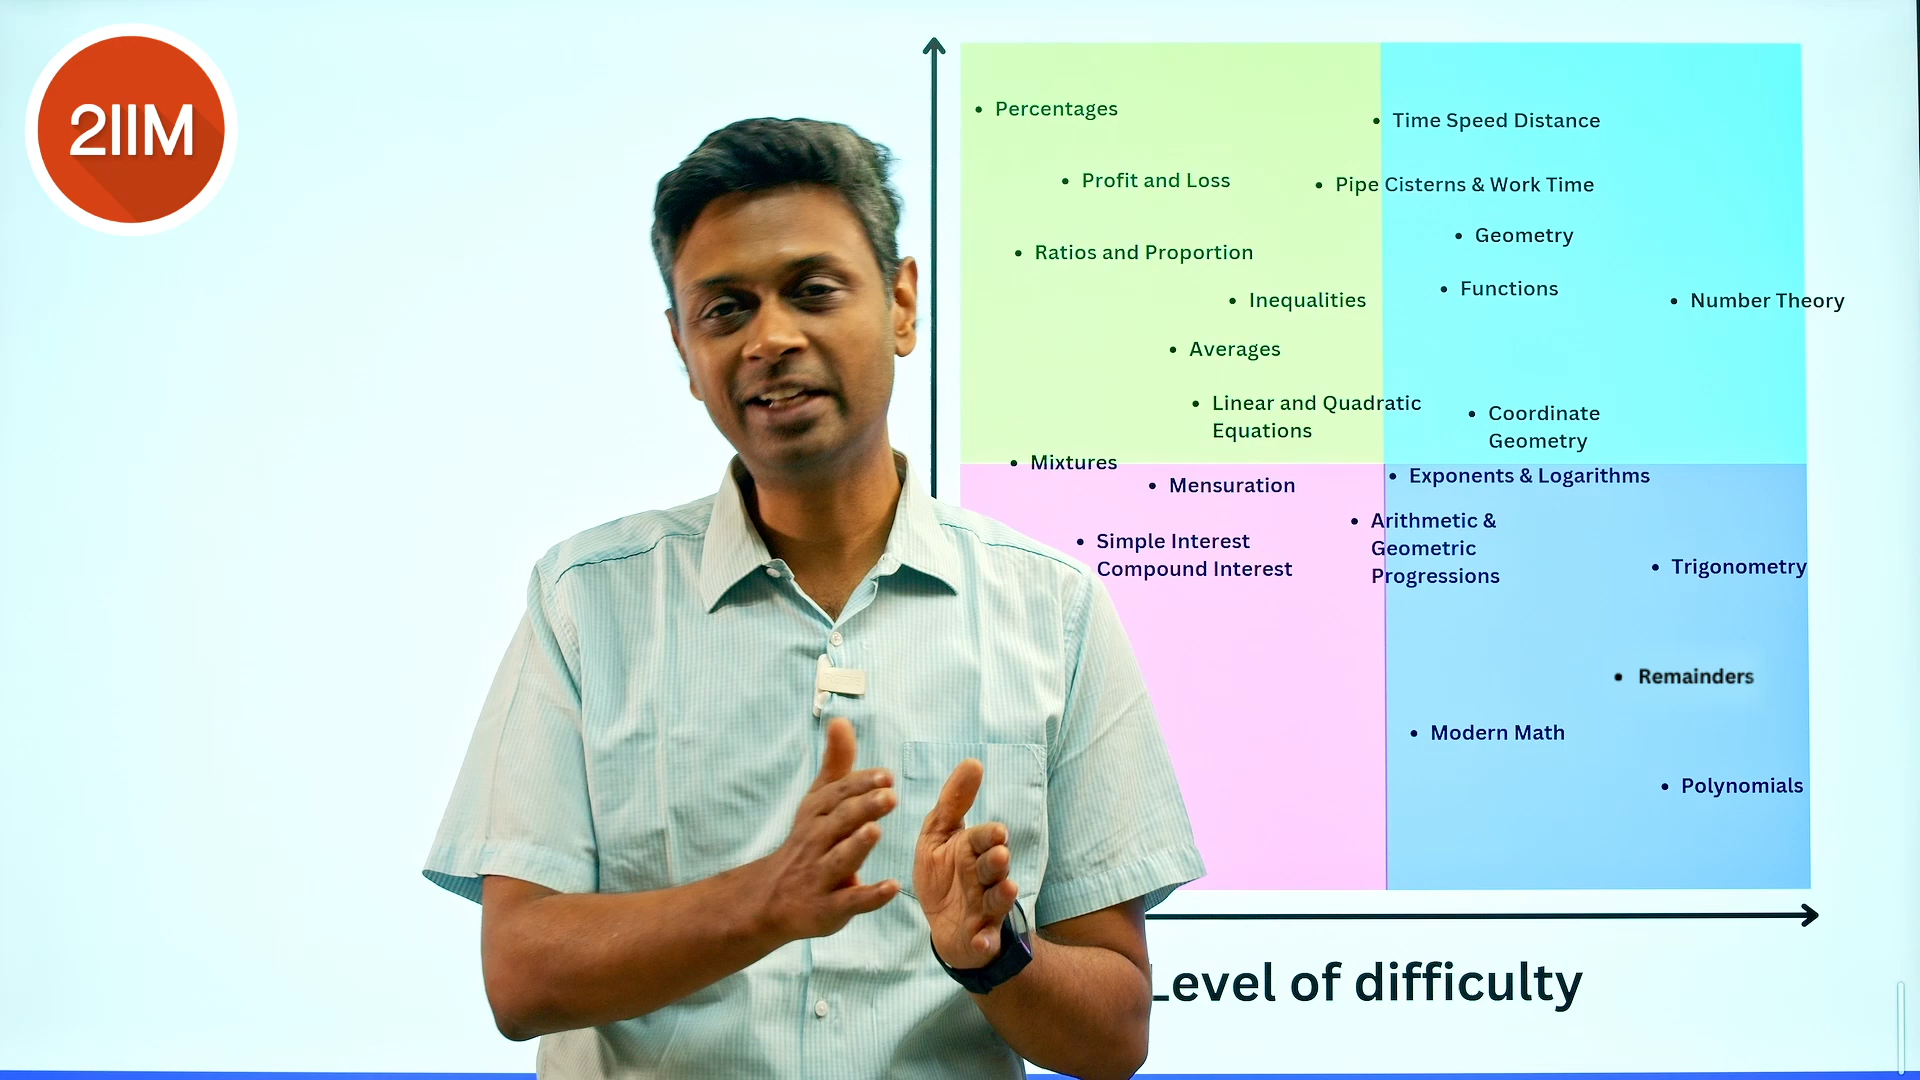 2IIM
Percentages
Time Speed Distance
Profit and Loss
Pipe Cisterns & Work Time
Geometry
Ratios and Proportion
Functions
Inequalities
Number Theory
Averages
Linear and Quadratic
Equations
Coordinate
Geometry
Mixtures
Mensuration
Exponents & Logarithms
Simple Interest
Compound Interest
Arithmetic &
Geometric
Progressions
Trigonometry
Remainders
Modern Math
Polynomials
Level of difficulty